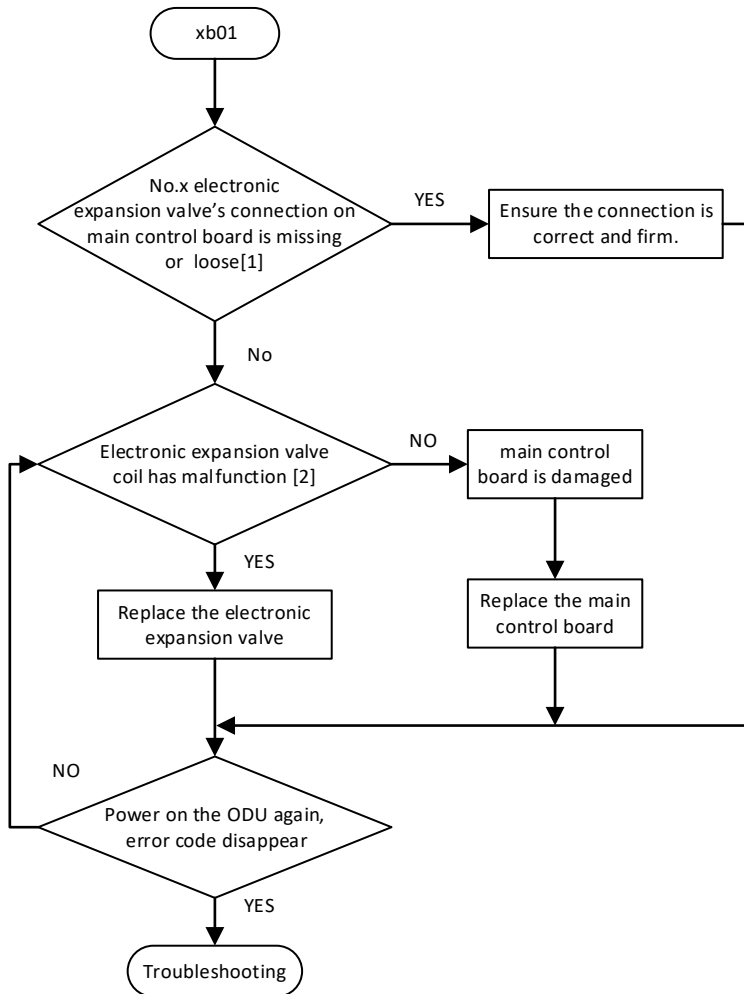 xb01
No.x electronic
expansion valve's connection on
main control board is missing
or loose[1]
YES
Ensure the connection is
correct and firm.
No
Electronic expansion valve
coil has malfunction [2]
NO
main control
board is damaged
YES
Replace the electronic
expansion valve
Replace the main
control board
NO
Power on the ODU again,
error code disappear
YES
Troubleshooting